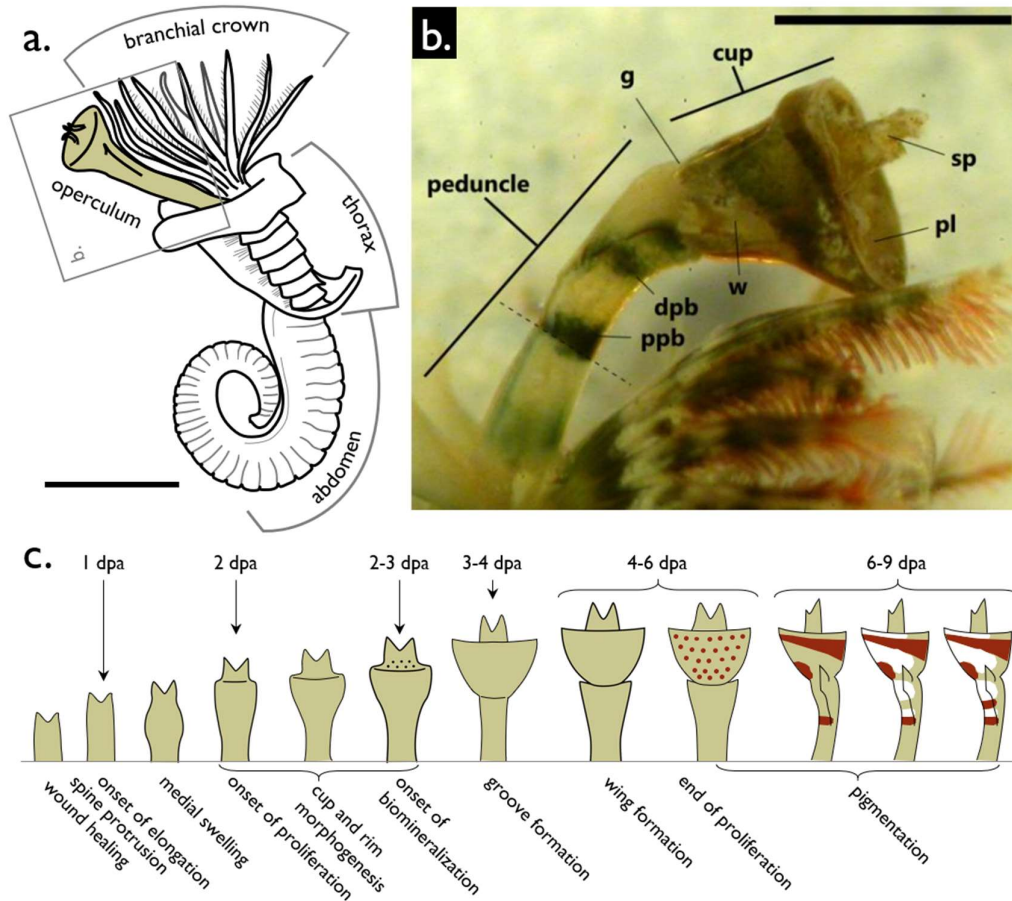 a.
branchial crown
operculum
b.
thorax
abdomen
b.
cup
g
sp
peduncle
pl
w
dpb
ppb
c.
1 dpa
2 dpa
2-3 dpa
3-4 dpa
4-6 dpa
6-9 dpa
wound healing
spine protrusion
onset of elongation
medial swelling
onset of proliferation
cup and rim
morphogenesis
onset of
biomineralization
groove formation
wing formation
end of proliferation
pigmentation